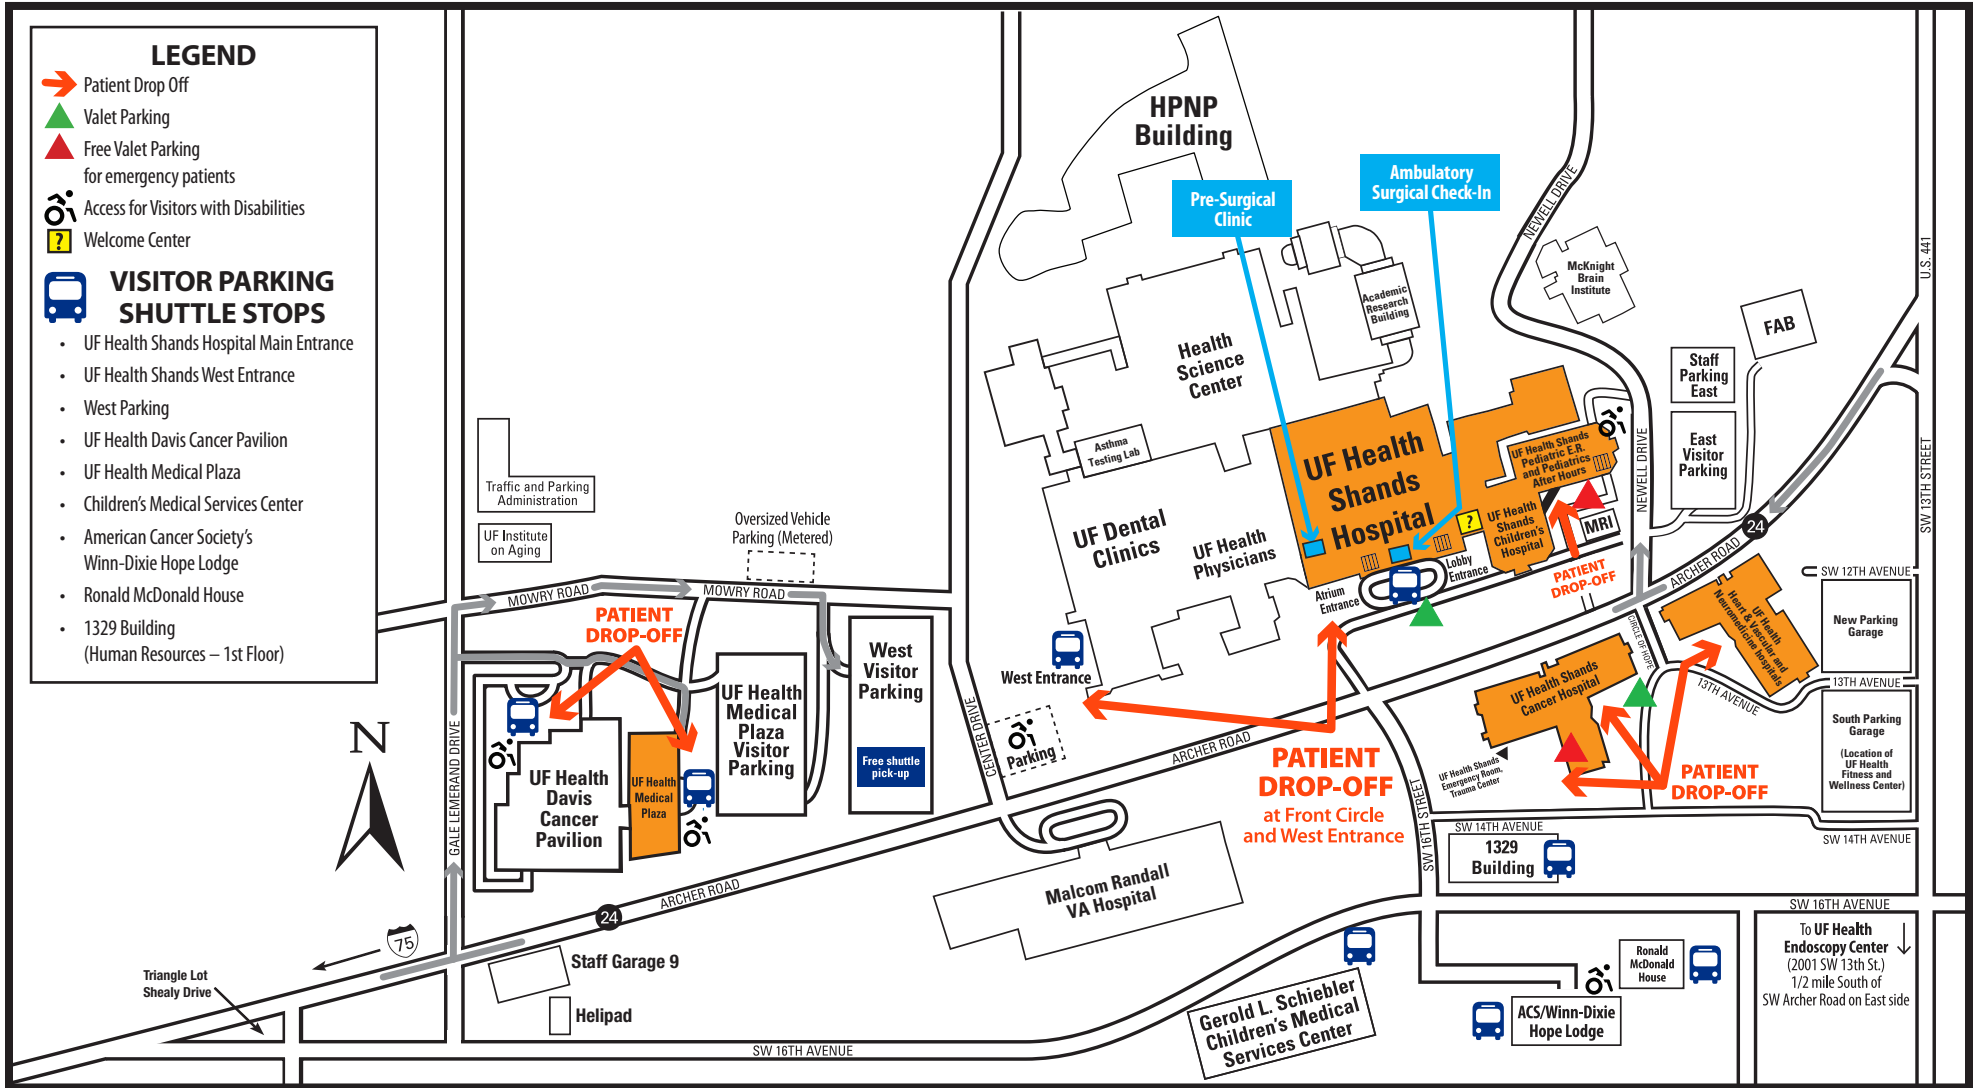 LEGEND
Patient Drop Off
Valet Parking
Free Valet Parking
for emergency patients
Access for Visitors with Disabilities
?
Welcome Center
VISITOR PARKING
SHUTTLE STOPS
• UF Health Shands Hospital Main Entrance
• UF Health Shands West Entrance
• West Parking
• UF Health Davis Cancer Pavilion
• UF Health Medical Plaza
• Children's Medical Services Center
• American Cancer Society's
Winn-Dixie Hope Lodge
• Ronald McDonald House
• 1329 Building
(Human Resources – 1st Floor)
HPNP
Building
Pre-Surgical
Clinic
Ambulatory
Surgical Check-In
NEWELL DRIVE
McKnight
Brain
Institute
U.S. 441
FAB
Academic
Research
Building
Health
Science
Center
Staff
Parking
East
East
Visitor
Parking
NEWELL DRIVE
SW 13TH STRET
Asthma
Testing Lab
UF Health
Shands
Hospital
UF Health Shands
Pediatric E.R.
and Pediatrics
After Hours
?
UF Health
Shands
Children's
Hospital
MRI
24
ARCHER ROAD
Traffic and Parking
Administration
UF Institute
on Aging
Oversized Vehicle
Parking (Metered)
UF Dental
Clinics
UF Health
Physicians
Lobby
Entrance
Atrium
Entrance
PATIENT
DROP-OFF
SW 12TH AVENUE
New Parking
Garage
MOWRY ROAD
MOWRY ROAD
PATIENT
DROP-OFF
West
Visitor
Parking
Free shuttle
pick-up
West Entrance
CIRCLE OF HOPE
UF Health
Heart & Vascular and
Neuromedicine hospitals
UF Health Shands
Cancer Hospital
13TH AVENUE
13TH AVENUE
South Parking
Garage
(Location of
UF Health
Fitness and
Wellness Center)
N
GALE LEMERAND DRIVE
UF Health
Davis
Cancer
Pavilion
UF Health
Medical
Plaza
UF Health
Medical
Plaza
Visitor
Parking
CENTER DRIVE
Parking
ARCHER ROAD
PATIENT
DROP-OFF
at Front Circle
and West Entrance
UF Health Shands
Emergency Room,
Trauma Center
PATIENT
DROP-OFF
SW 16TH STREET
SW 14TH AVENUE
SW 14TH AVENUE
1329
Building
Malcom Randall
VA Hospital
ARCHER ROAD
24
75
SW 16TH AVENUE
To UF Health
Endoscopy Center
(2001 SW 13th St.)
1/2 mile South of
SW Archer Road on East side
Triangle Lot
Shealy Drive
Staff Garage 9
Helipad
Ronald
McDonald
House
ACS/Winn-Dixie
Hope Lodge
Gerold L. Schiebler
Children's Medical
Services Center
SW 16TH AVENUE